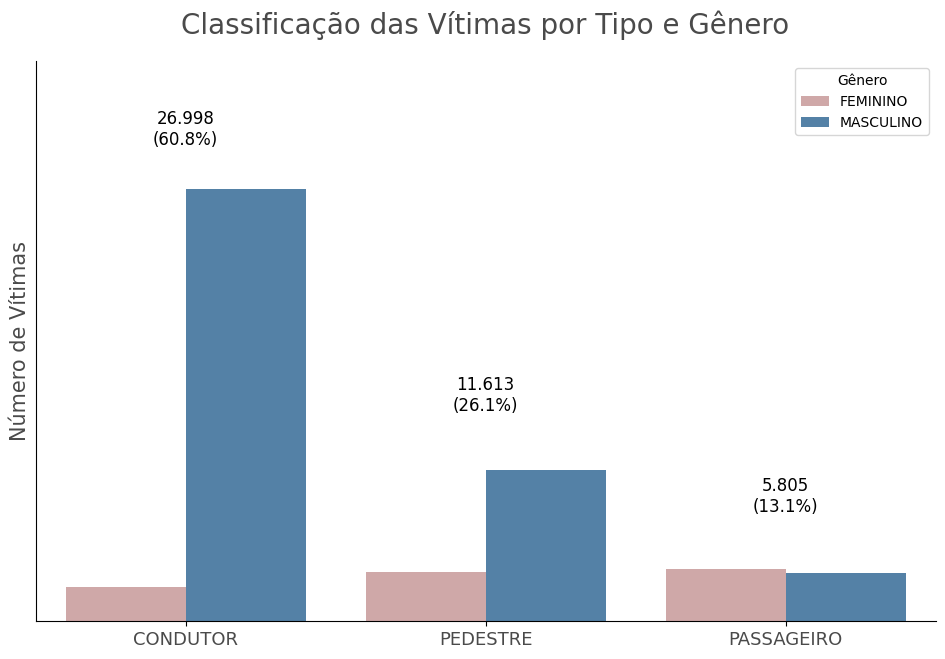 Classificação das Vítimas por Tipo e Gênero
Gênero
FEMININO
MASCULINO
26.998
(60.8%)
11.613
(26.1%)
5.805
(13.1%)
Número de Vítimas
CONDUTOR
PEDESTRE
PASSAGEIRO